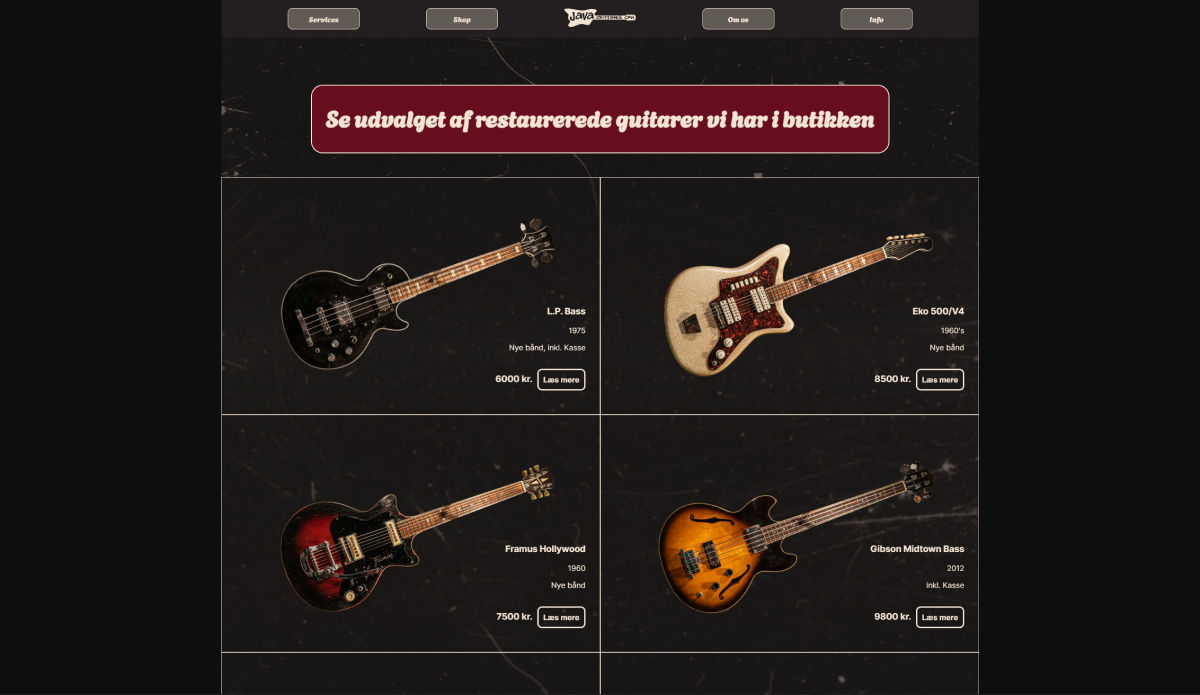 Services
Shop
Java
GUITARER DK
Om os
Info
Se udvalget af restaurerede guitarer vi har i butikken
L.P. Bass
1975
Nye bånd, inkl. Kasse
6000 kr. Læs mere
Eko 500/V4
1960's
Nye bånd
8500 kr. Læs mere
Framus Hollywood
1960
Nye bånd
7500 kr. Læs mere
Gibson Midtown Bass
2012
inkl. Kasse
9800 kr. Læs mere
Framus